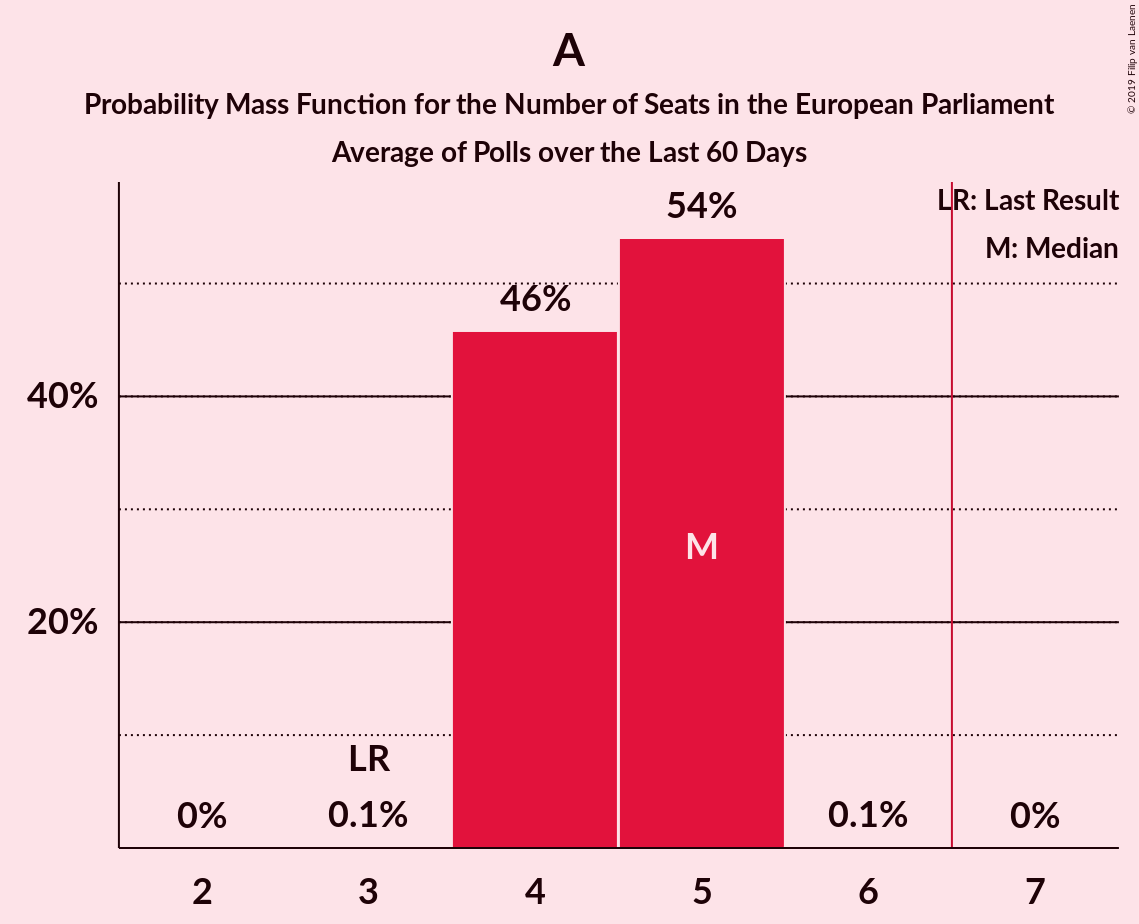 A
Probability Mass Function for the Number of Seats in the European Parliament
Average of Polls over the Last 60 Days
© 2019 Filip van Laenen
LR: Last Result
M: Median
54%
46%
40%
20%
M
LR
0%
0.1%
0.1%
0%
2
3
4
5
6
7